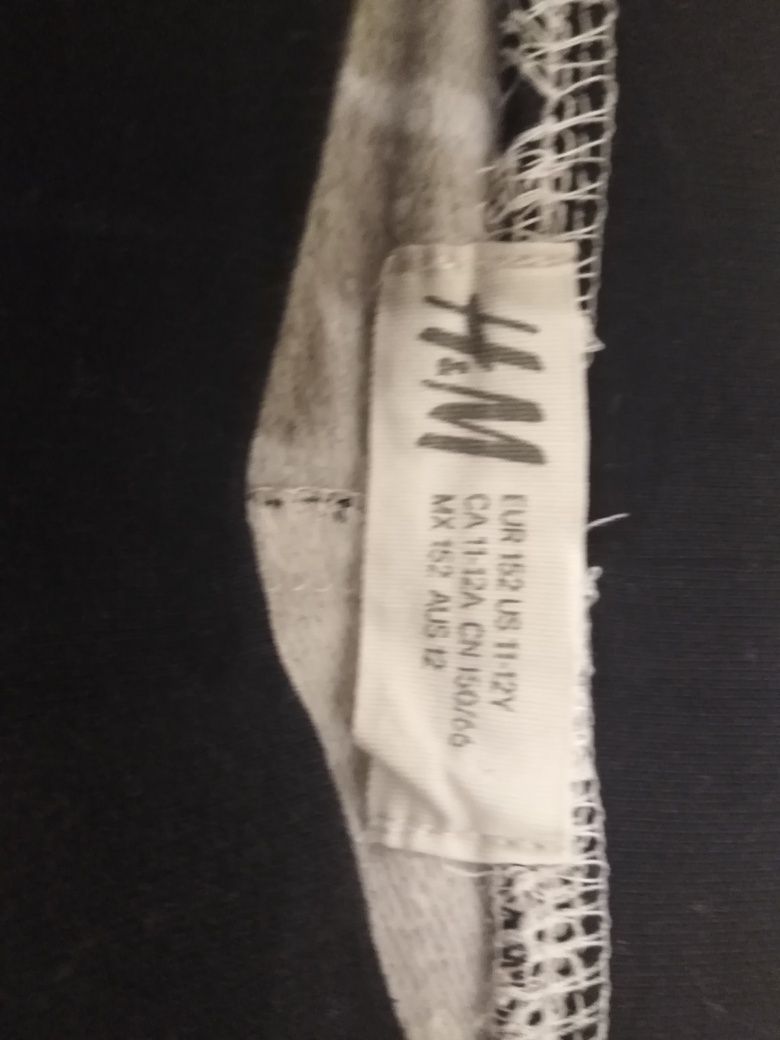 H&M
EUR 152 US 11-12Y
CA 11-12A CN 150/66
MX 152 AUS 12